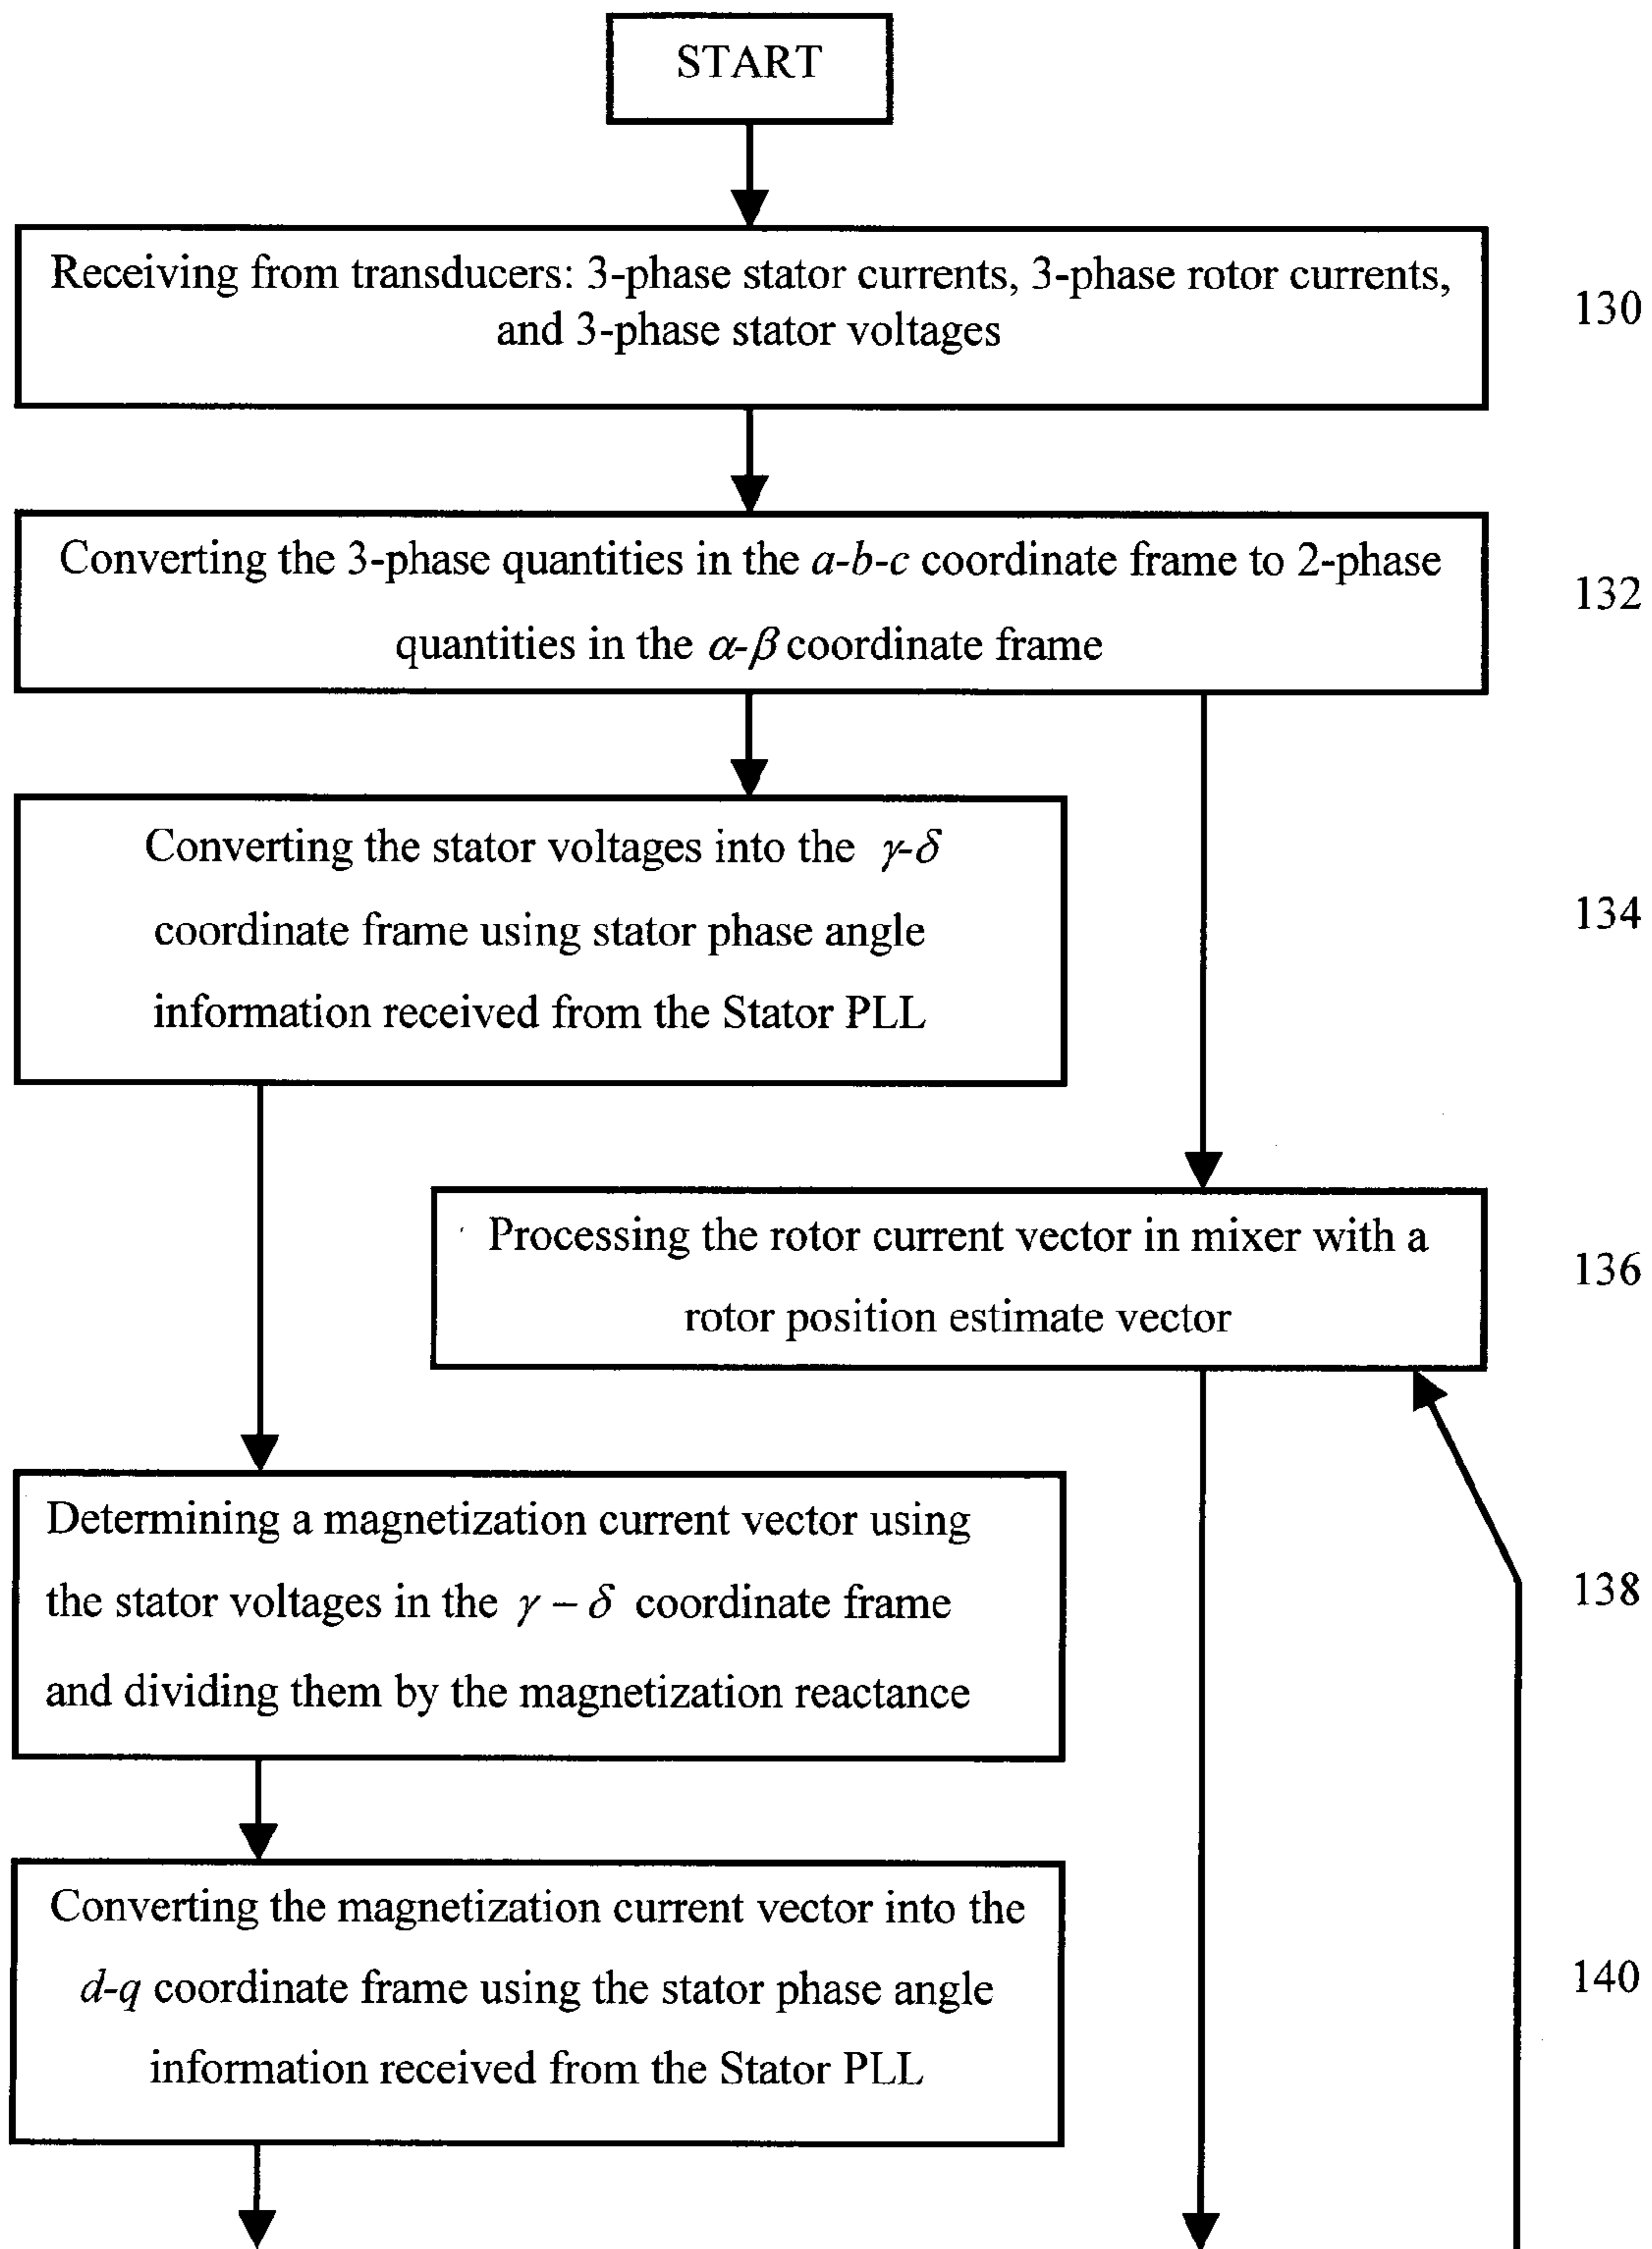 START
Receiving from transducers: 3-phase stator currents, 3-phase rotor currents,
and 3-phase stator voltages
130
Converting the 3-phase quantities in the a-b-c coordinate frame to 2-phase
quantities in the α-β coordinate frame
132
Converting the stator voltages into the γ-δ
coordinate frame using stator phase angle
information received from the Stator PLL
134
Processing the rotor current vector in mixer with a
rotor position estimate vector
136
Determining a magnetization current vector using
the stator voltages in the γ – δ coordinate frame
and dividing them by the magnetization reactance
138
Converting the magnetization current vector into the
d-q coordinate frame using the stator phase angle
information received from the Stator PLL
140